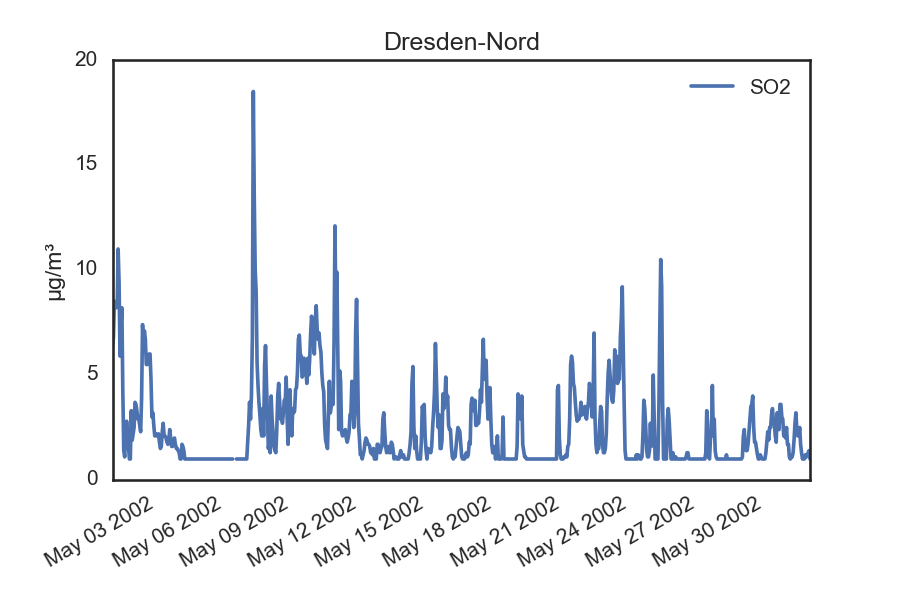 Dresden-Nord
SO2
µg/m³
20
15
10
5
0
May 03 2002
May 06 2002
May 09 2002
May 12 2002
May 15 2002
May 18 2002
May 21 2002
May 24 2002
May 27 2002
May 30 2002